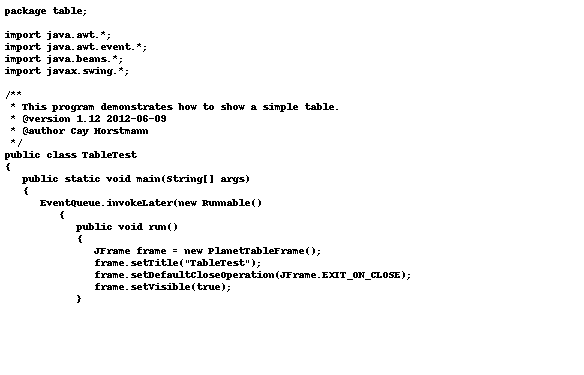 package table;

import java.awt.*;
import java.awt.event.*;
import java.beans.*;
import javax.swing.*;

/**
 * This program demonstrates how to show a simple table.
 * @version 1.12 2012-06-09
 * @author Cay Horstmann
 */
public class TableTest
{
   public static void main(String[] args)
   {
      EventQueue.invokeLater(new Runnable()
         {
            public void run()
            {
               JFrame frame = new PlanetTableFrame();
               frame.setTitle("TableTest");
               frame.setDefaultCloseOperation(JFrame.EXIT_ON_CLOSE);
               frame.setVisible(true);
            }